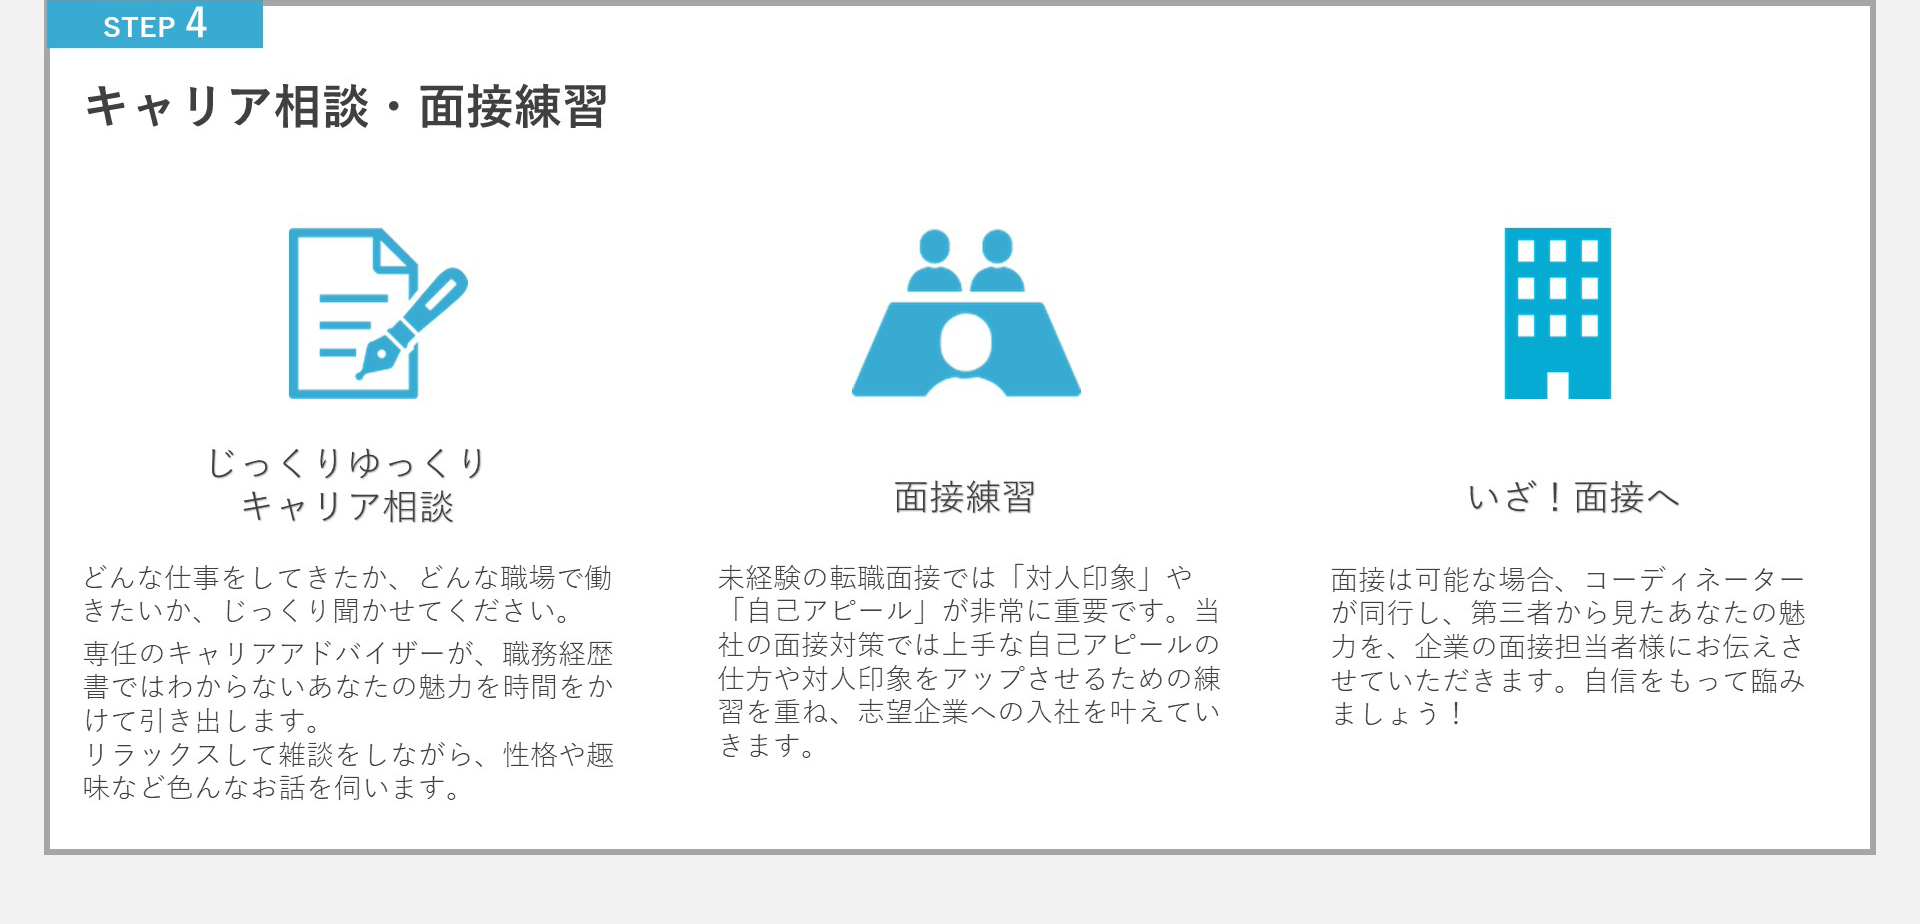 STEP 4
キャリア相談・面接練習
じっくりゆっくり
キャリア相談
どんな仕事をしてきたか、どんな職場で働
きたいか、じっくり聞かせてください。
専任のキャリアアドバイザーが、職務経歴
書ではわからないあなたの魅力を時間をか
けて引き出します。
リラックスして雑談をしながら、性格や趣
味など色んなお話を伺います。
面接練習
未経験の転職面接では「対人印象」や
「自己アピール」が非常に重要です。当
社の面接対策では上手な自己アピールの
仕方や対人印象をアップさせるための練
習を重ね、志望企業への入社を叶えてい
きます。
いざ！面接へ
面接は可能な場合、コーディネーター
が同行し、第三者から見たあなたの魅
力を、企業の面接担当者様にお伝えさ
せていただきます。自信をもって臨み
ましょう！